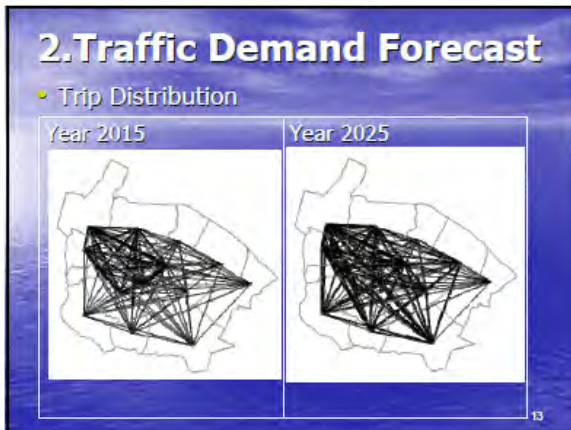 2.Traffic Demand Forecast
Trip Distribution
Year 2015
Year 2025
13